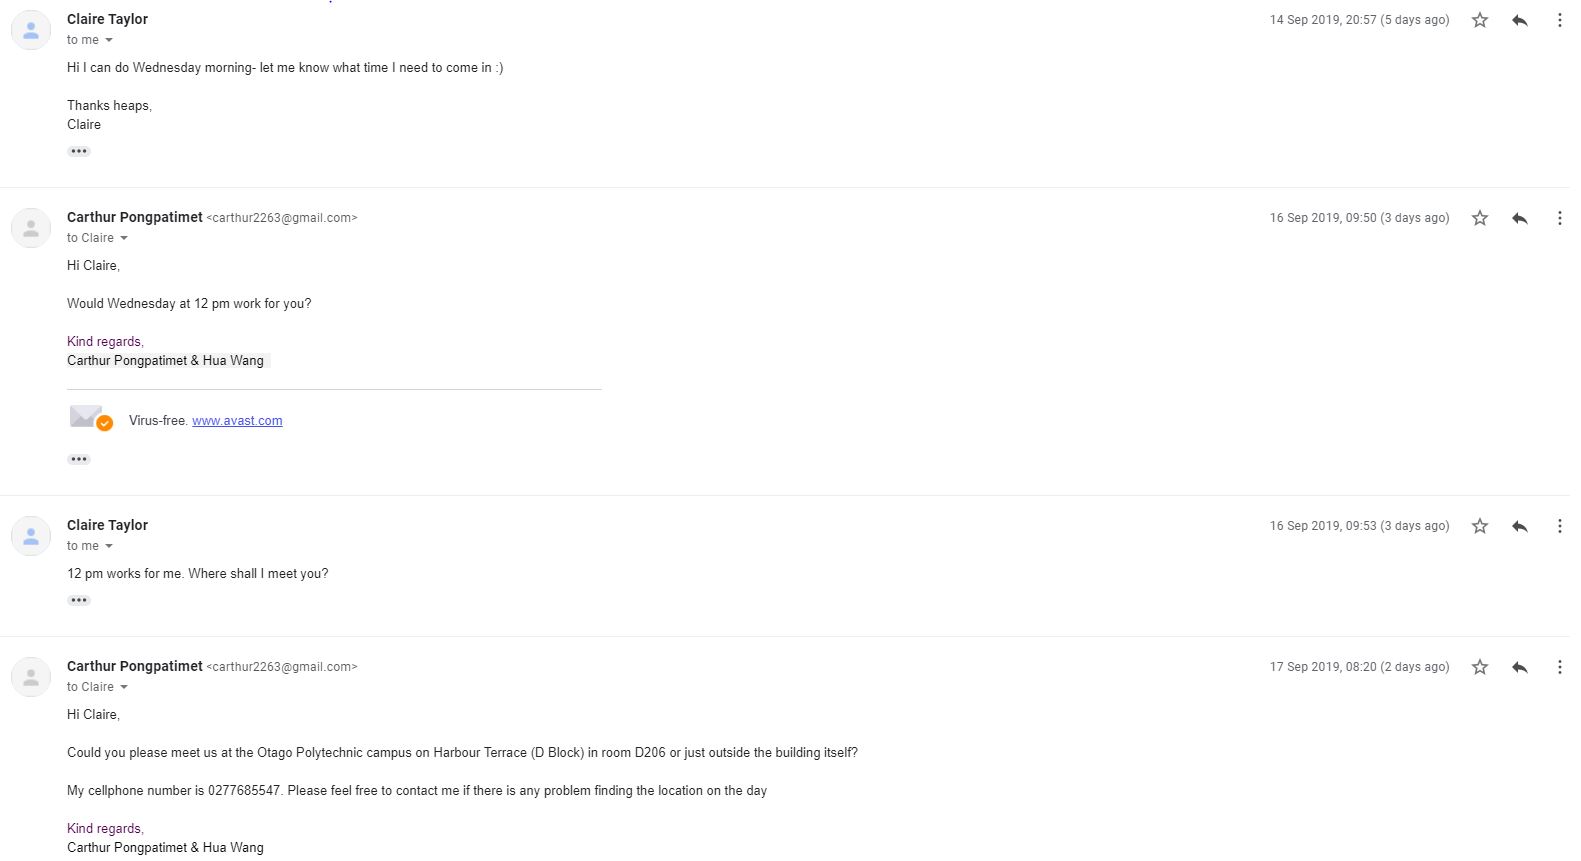 Claire Taylor
14 Sep 2019, 20:57 (5 days ago)
to me
Hi I can do Wednesday morning- let me know what time I need to come in :)
Thanks heaps,
Claire
Carthur Pongpatimet <carthur2263@gmail.com>
16 Sep 2019, 09:50 (3 days ago)
to Claire
Hi Claire,
Would Wednesday at 12 pm work for you?
Kind regards,
Carthur Pongpatimet & Hua Wang
Virus-free. www.avast.com
Claire Taylor
16 Sep 2019, 09:53 (3 days ago)
to me
12 pm works for me. Where shall I meet you?
Carthur Pongpatimet <carthur2263@gmail.com>
17 Sep 2019, 08:20 (2 days ago)
to Claire
Hi Claire,
Could you please meet us at the Otago Polytechnic campus on Harbour Terrace (D Block) in room D206 or just outside the building itself?
My cellphone number is 0277685547. Please feel free to contact me if there is any problem finding the location on the day
Kind regards,
Carthur Pongpatimet & Hua Wang